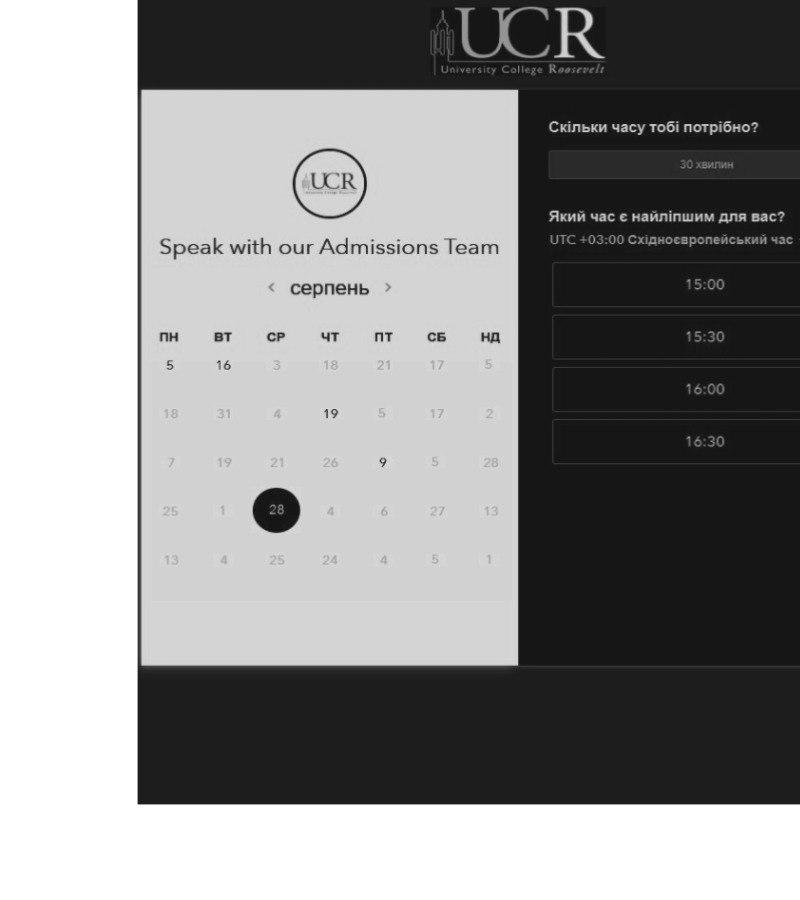 UCR
University College Roosevelt
UCR
Speak with our Admissions Team
< серпень >
ПН ВТ СР ЧТ ПТ СБ НД
5 16 3 18 21 17 5
18 31 4 19 5 17 2
7 19 21 26 9 5 28
25 1 28 4 6 27 13
13 4 25 24 4 5 1
Скільки часу тобі потрібно?
30 хвилин
Який час є найліпшим для вас?
UTC +03:00 Східноєвропейський час
15:00
15:30
16:00
16:30